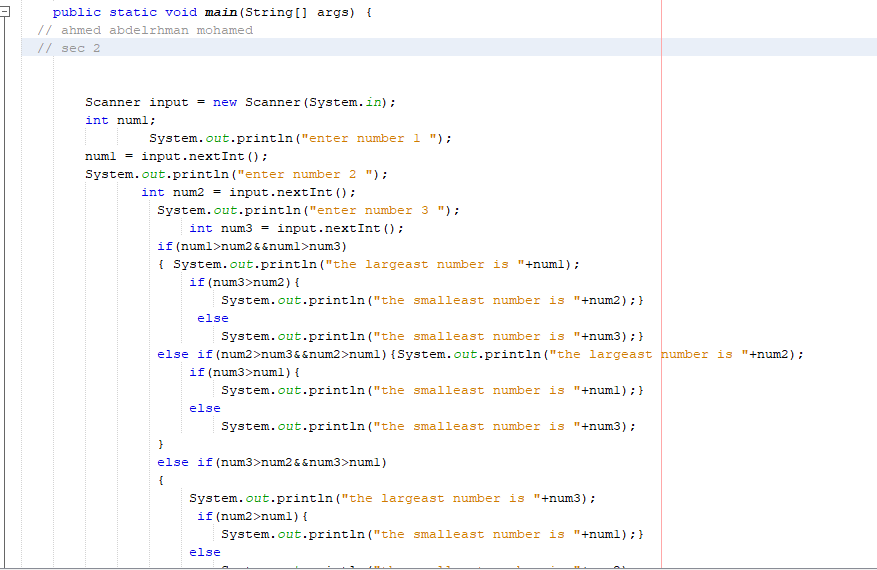 public static void main(String[] args) {
// ahmed abdelrhman mohamed
// sec 2
Scanner input = new Scanner(System.in);
int num1;
System.out.println("enter number 1 ");
num1 = input.nextInt();
System.out.println("enter number 2 ");
int num2 = input.nextInt();
System.out.println("enter number 3 ");
int num3 = input.nextInt();
if(num1>num2&&num1>num3)
{ System.out.println("the largeast number is "+num1);
if(num3>num2){
System.out.println("the smalleast number is "+num2);}
else
System.out.println("the smalleast number is "+num3);}
else if(num2>num3&&num2>num1){System.out.println("the largeast number is "+num2);
if(num3>num1){
System.out.println("the smalleast number is "+num1);}
else
System.out.println("the smalleast number is "+num3);
}
else if(num3>num2&&num3>num1)
{
System.out.println("the largeast number is "+num3);
if(num2>num1){
System.out.println("the smalleast number is "+num1);}
else